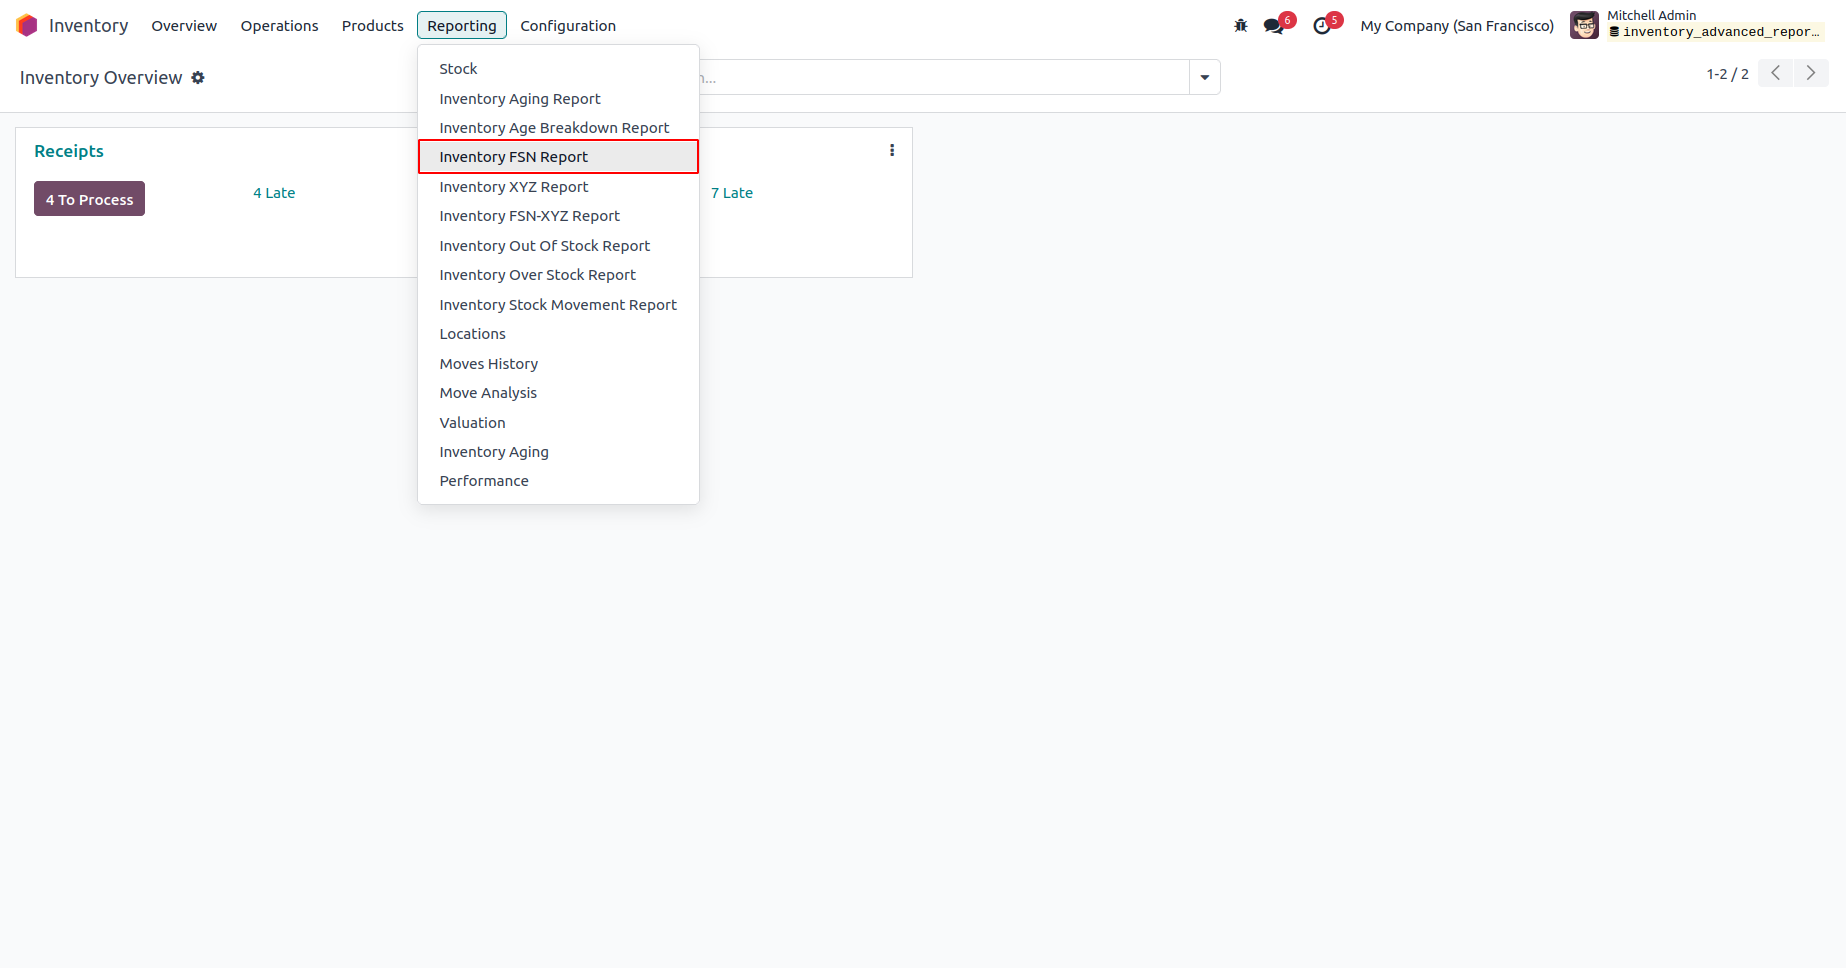 Inventory Overview Operations Products Reporting Configuration 6 5 My Company (San Francisco) Mitchell Admin
inventory_advanced_repor...
Inventory Overview ... 1-2 / 2
Stock
Inventory Aging Report
Inventory Age Breakdown Report
Receipts
Inventory FSN Report
Inventory XYZ Report
4 To Process 4 Late 7 Late
Inventory FSN-XYZ Report
Inventory Out Of Stock Report
Inventory Over Stock Report
Inventory Stock Movement Report
Locations
Moves History
Move Analysis
Valuation
Inventory Aging
Performance